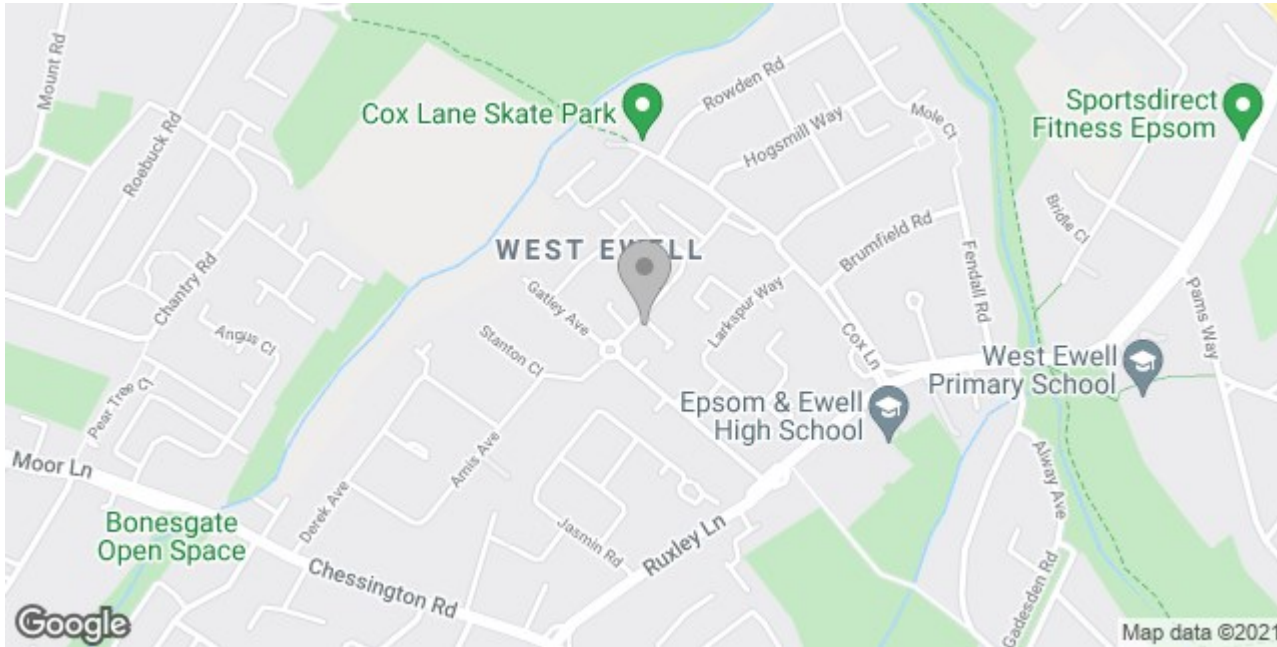 Mount Rd
Roebuck Rd
Cox Lane Skate Park
Rowden Rd
Hogsmill Way
Mole Ct
Sportsdirect
Fitness Epsom
Bridle Cl
WEST EWELL
Brumfield Rd
Fendall Rd
Chantry Rd
Gatley Ave
Larkspur Way
Pams Way
Angus Cl
Stanton Cl
Cox Ln
West Ewell
Primary School
Pear Tree Cl
Epsom & Ewell
High School
Moor Ln
Amis Ave
Alway Ave
Derek Ave
Bonesgate
Open Space
Jasmin Rd
Ruxley Ln
Chessington Rd
Gadesden Rd
Google
Map data ©2021